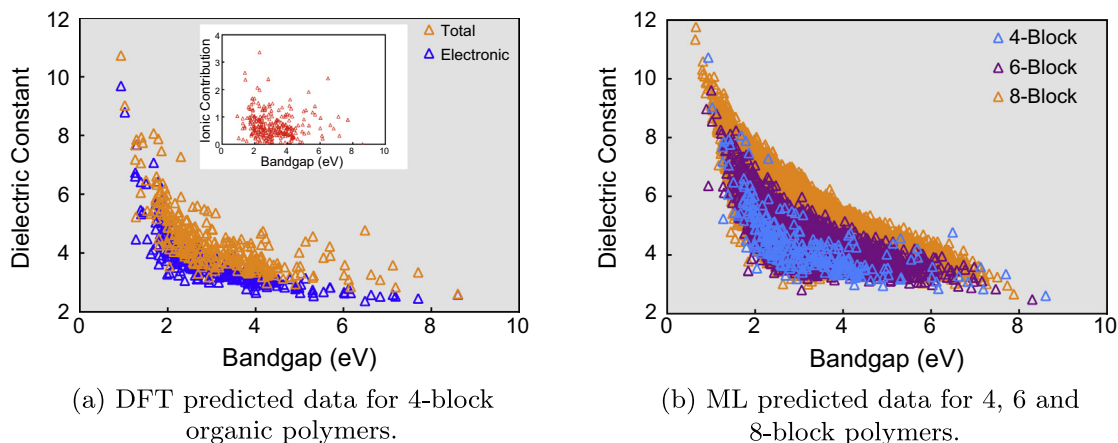 12
10
8
6
4
2
0
2
4
6
8
10
Dielectric Constant
Bandgap (eV)
Total
Electronic
4
3
2
1
0
0
2
4
6
8
10
Ionic Contribution
Bandgap (eV)
(a) DFT predicted data for 4-block
organic polymers.
12
10
8
6
4
2
0
2
4
6
8
10
Dielectric Constant
Bandgap (eV)
4-Block
6-Block
8-Block
(b) ML predicted data for 4, 6 and
8-block polymers.